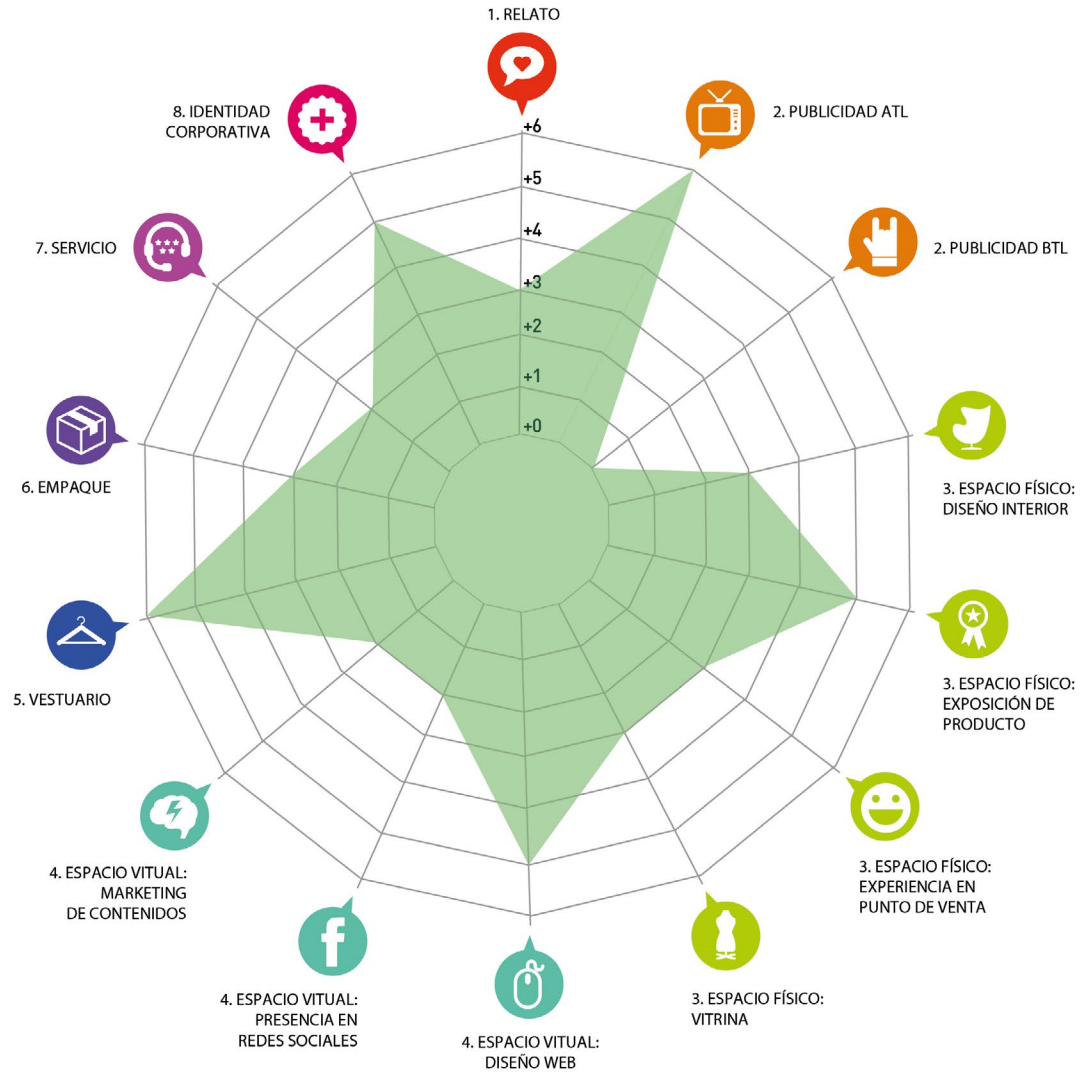 1. RELATO
2. PUBLICIDAD ATL
2. PUBLICIDAD BTL
3. ESPACIO FÍSICO:
DISEÑO INTERIOR
3. ESPACIO FÍSICO:
EXPOSICIÓN DE
PRODUCTO
3. ESPACIO FÍSICO:
EXPERIENCIA EN
PUNTO DE VENTA
3. ESPACIO FÍSICO:
VITRINA
4. ESPACIO VITUAL:
DISEÑO WEB
4. ESPACIO VITUAL:
PRESENCIA EN
REDES SOCIALES
4. ESPACIO VITUAL:
MARKETING
DE CONTENIDOS
5. VESTUARIO
6. EMPAQUE
7. SERVICIO
8. IDENTIDAD
CORPORATIVA
+6
+5
+4
+3
+2
+1
+0